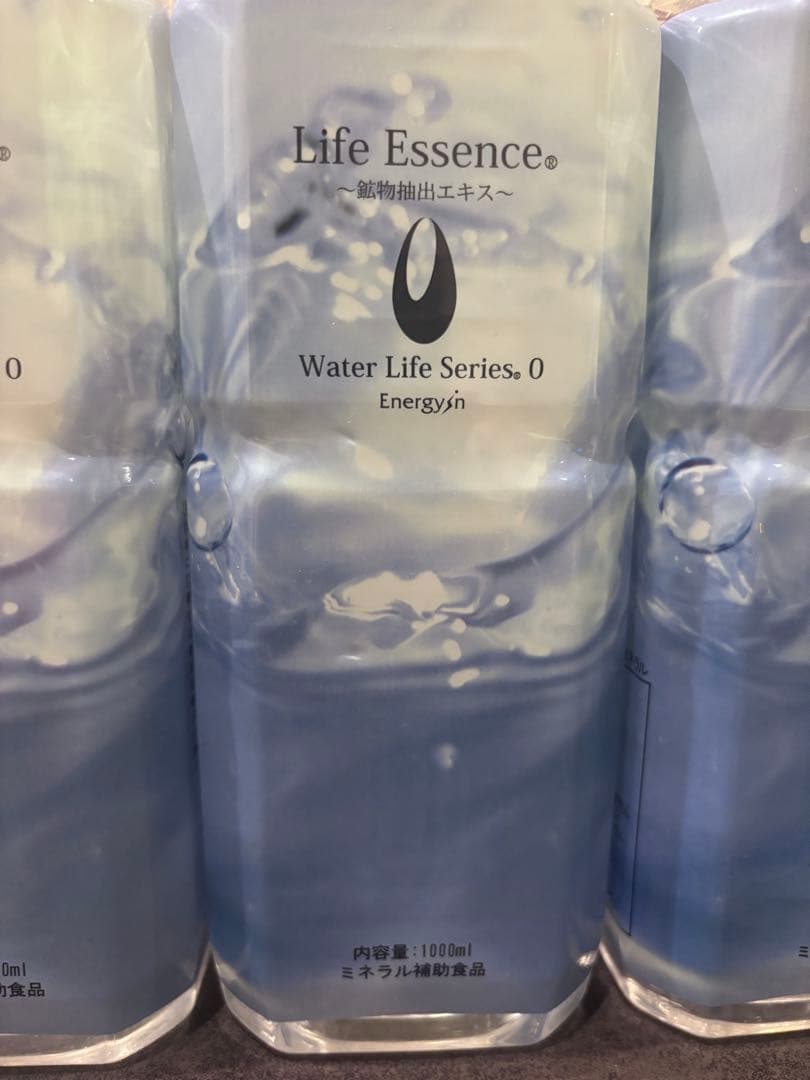 Life Essence®
～鉱物抽出エキス～
Water Life Series® 0
Energysin
内容量:1000ml
ミネラル補助食品
®
0
0ml
助食品
ミ